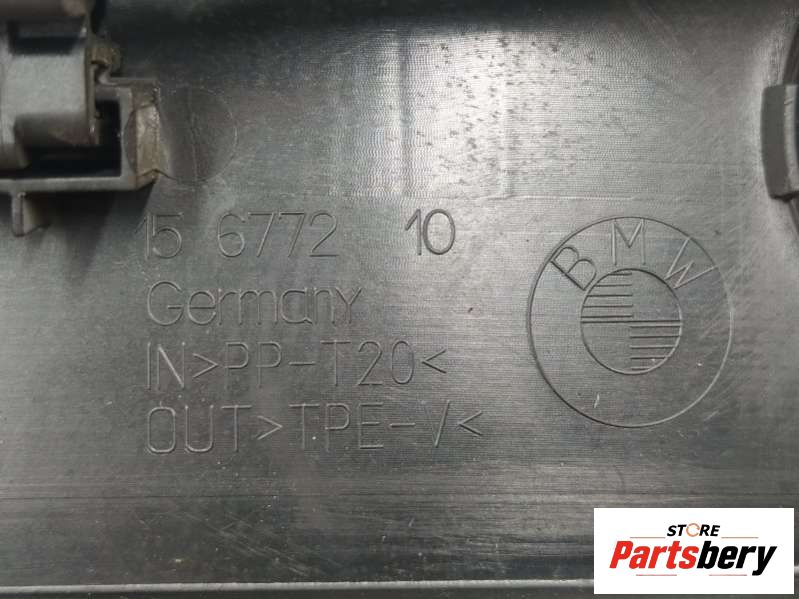 15 6772 10
Germany
IN>PP-T20<
OUT>TPE-V<
BMW
STORE
Partsbery